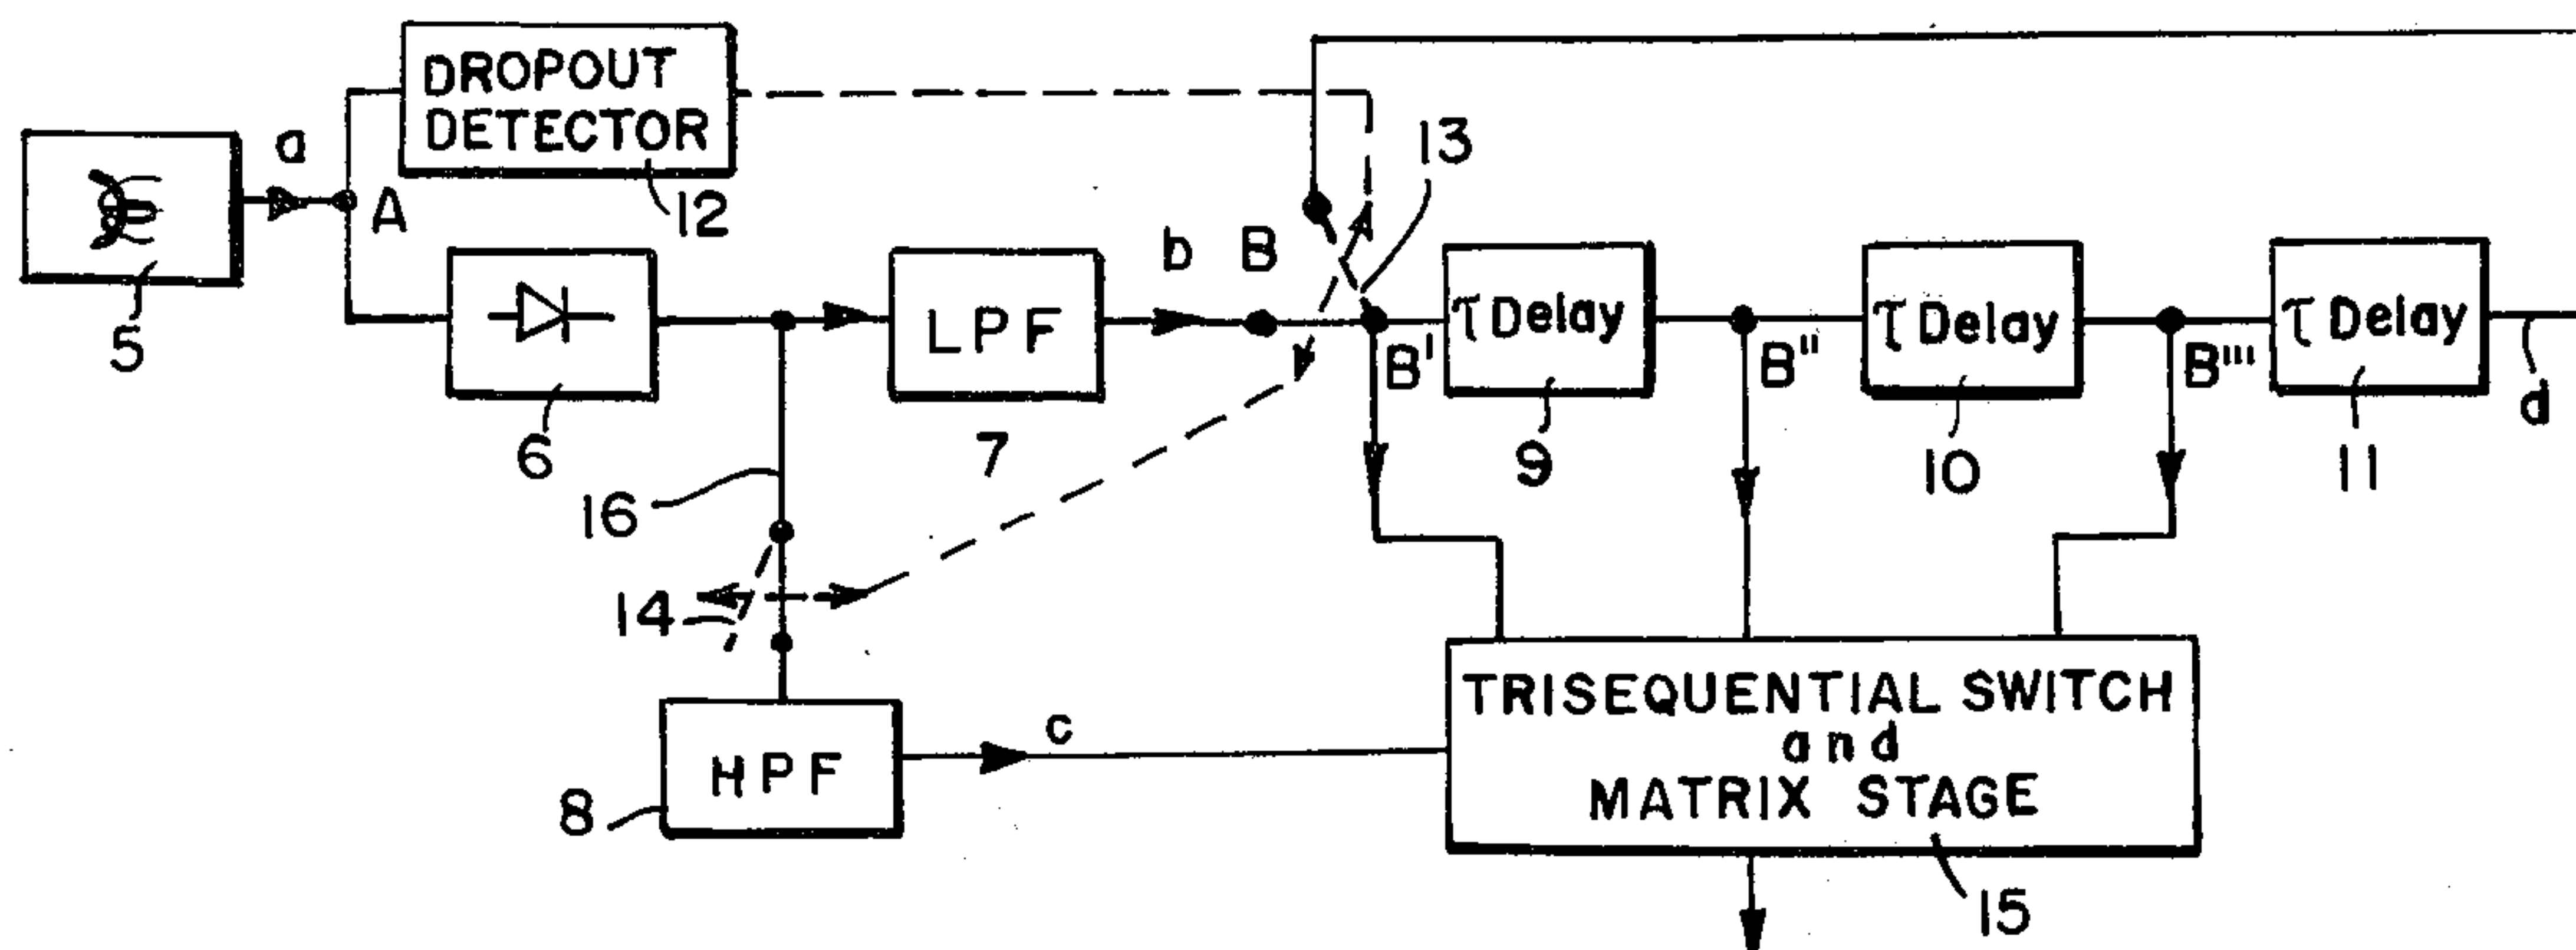 DROPOUT
DETECTOR
12
a
A
5
6
LPF
7
b
B
13
B'
τ Delay
9
B''
τ Delay
10
B'''
τ Delay
11
d
16
14
HPF
8
c
TRISEQUENTIAL SWITCH
and
MATRIX STAGE
15